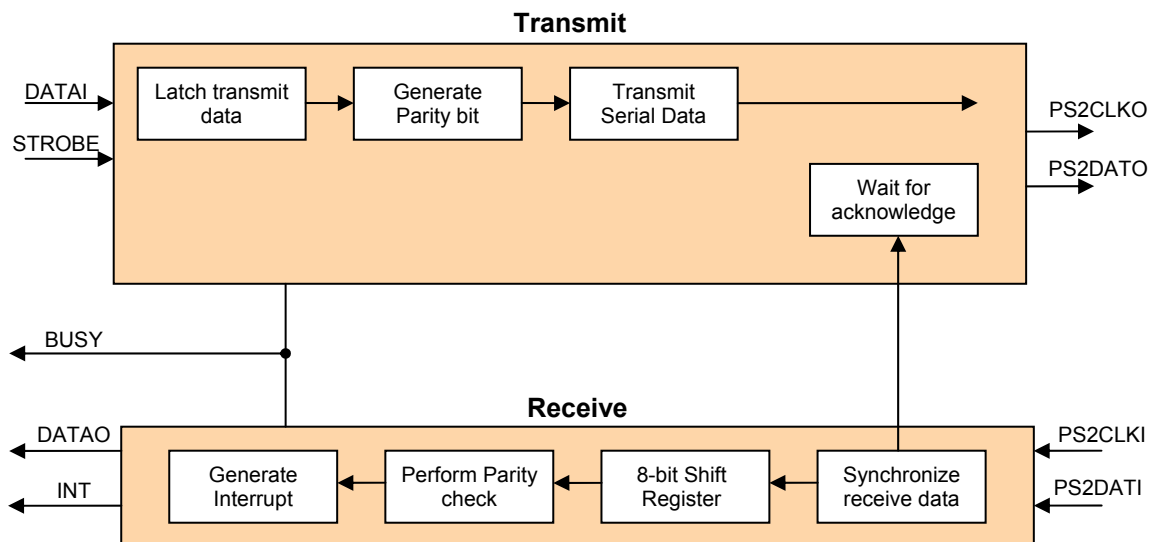 Transmit
DATAI
STROBE
Latch transmit
data
Generate
Parity bit
Transmit
Serial Data
PS2CLKO
PS2DATO
Wait for
acknowledge
BUSY
Receive
DATAO
INT
Generate
Interrupt
Perform Parity
check
8-bit Shift
Register
Synchronize
receive data
PS2CLKI
PS2DATI